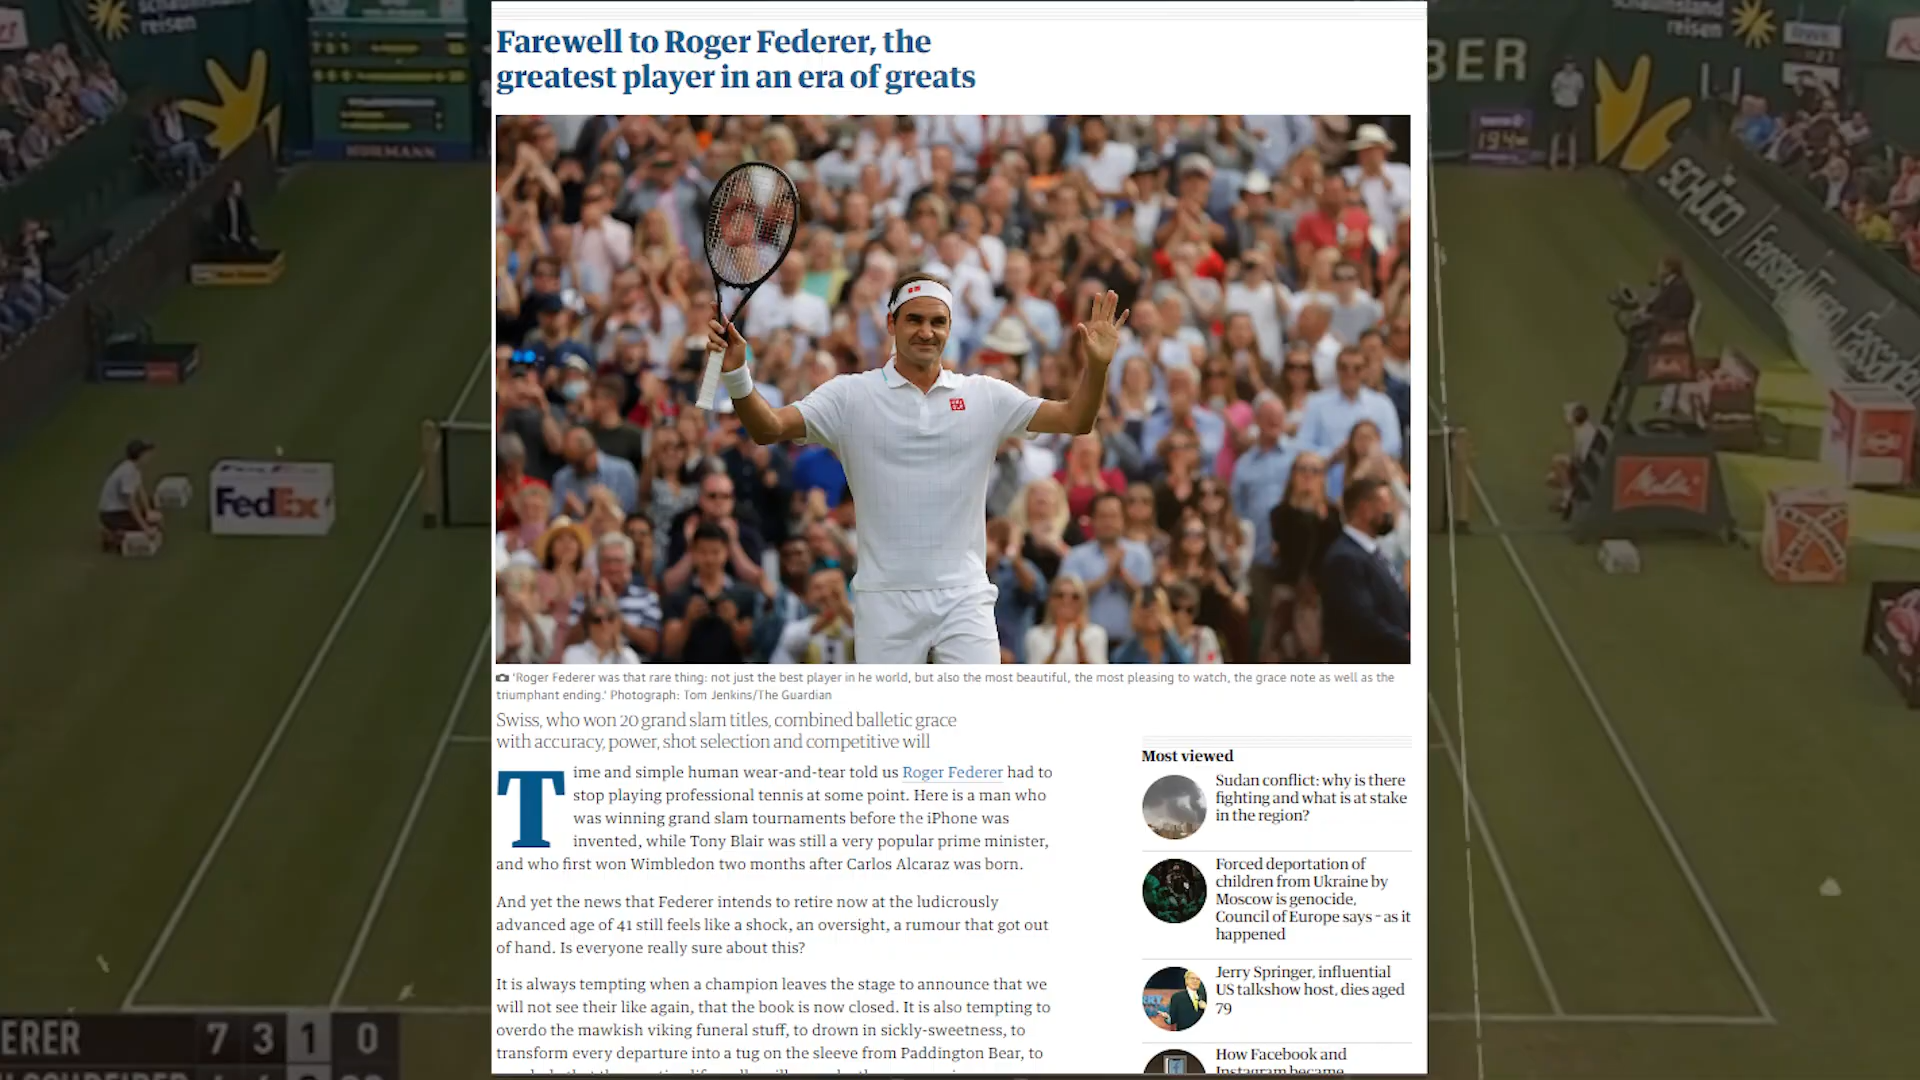 Farewell to Roger Federer, the
greatest player in an era of greats
'Roger Federer was that rare thing: not just the best player in he world, but also the most beautiful, the most pleasing to watch, the grace note as well as the
triumphant ending.' Photograph: Tom Jenkins/The Guardian
Swiss, who won 20 grand slam titles, combined balletic grace
with accuracy, power, shot selection and competitive will
Time and simple human wear-and-tear told us Roger Federer had to
stop playing professional tennis at some point. Here is a man who
was winning grand slam tournaments before the iPhone was
invented, while Tony Blair was still a very popular prime minister,
and who first won Wimbledon two months after Carlos Alcaraz was born.
And yet the news that Federer intends to retire now at the ludicrously
advanced age of 41 still feels like a shock, an oversight, a rumour that got out
of hand. Is everyone really sure about this?
It is always tempting when a champion leaves the stage to announce that we
will not see their like again, that the book is now closed. It is also tempting to
overdo the mawkish viking funeral stuff, to drown in sickly-sweetness, to
transform every departure into a tug on the sleeve from Paddington Bear, to
Most viewed
Sudan conflict: why is there
fighting and what is at stake
in the region?
Forced deportation of
children from Ukraine by
Moscow is genocide,
Council of Europe says – as it
happened
Jerry Springer, influential
US talkshow host, dies aged
79
How Facebook and
Instagram became
schauinsland
reisen
HÖRMANN
FedEx
ERER 7 3 1 0
schauinsland
reisen
BER
194
SCHÜCO
Fenster Türen Fassaden
Melitta